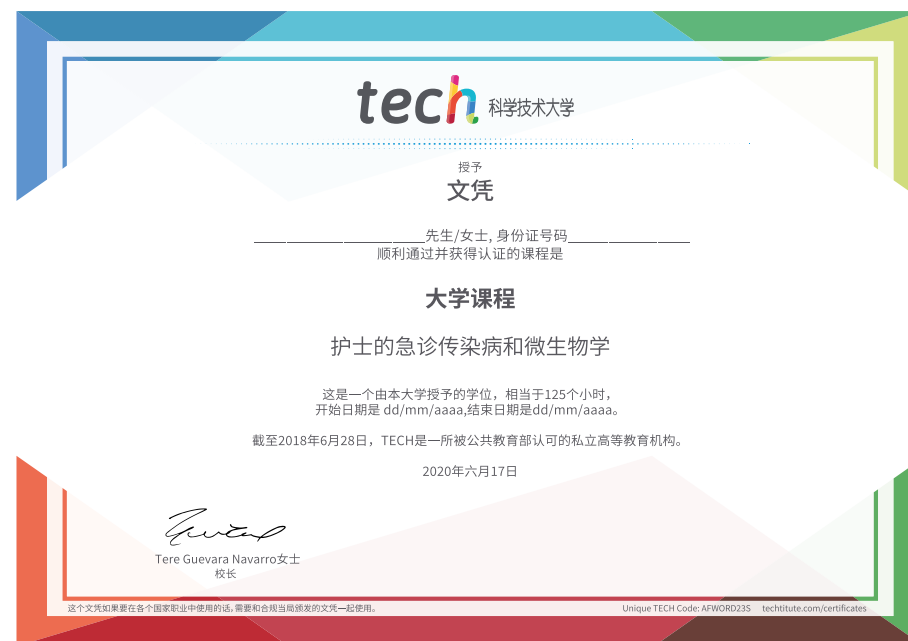 tech 科学技术大学
授予
文凭
先生/女士, 身份证号码
顺利通过并获得认证的课程是
大学课程
护士的急诊传染病和微生物学
这是一个由本大学授予的学位，相当于125个小时，
开始日期是 dd/mm/aaaa,结束日期是dd/mm/aaaa。
截至2018年6月28日，TECH是一所被公共教育部认可的私立高等教育机构。
2020年六月17日
Tere Guevara Navarro女士
校长
这个文凭如果要在各个国家职业中使用的话,需要和合规当局颁发的文凭一起使用。
Unique TECH Code: AFWORD23S techtitute.com/certificates